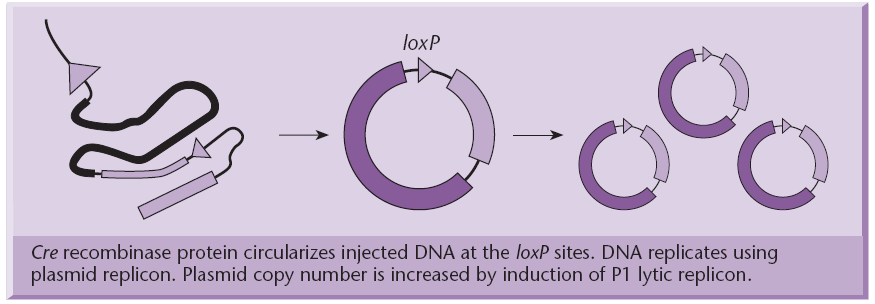 loxP
Cre recombinase protein circularizes injected DNA at the loxP sites. DNA replicates using
plasmid replicon. Plasmid copy number is increased by induction of P1 lytic replicon.